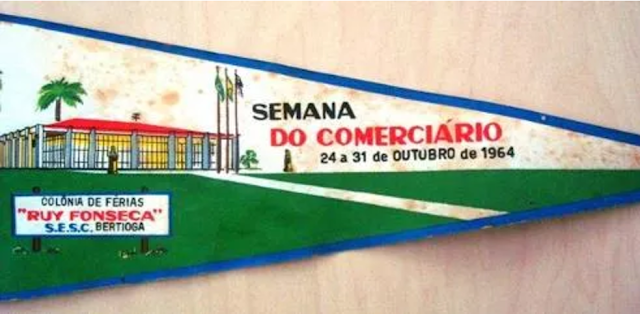 SEMANA
DO COMERCIÁRIO
24 a 31 de OUTUBRO de 1964
COLÔNIA DE FÉRIAS
"RUY FONSECA"
S.E.S.C. BERTIOGA